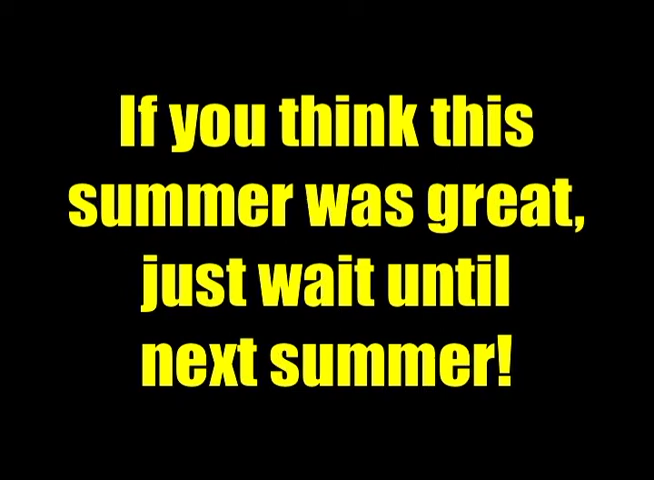 If you think this
summer was great,
just wait until
next summer!